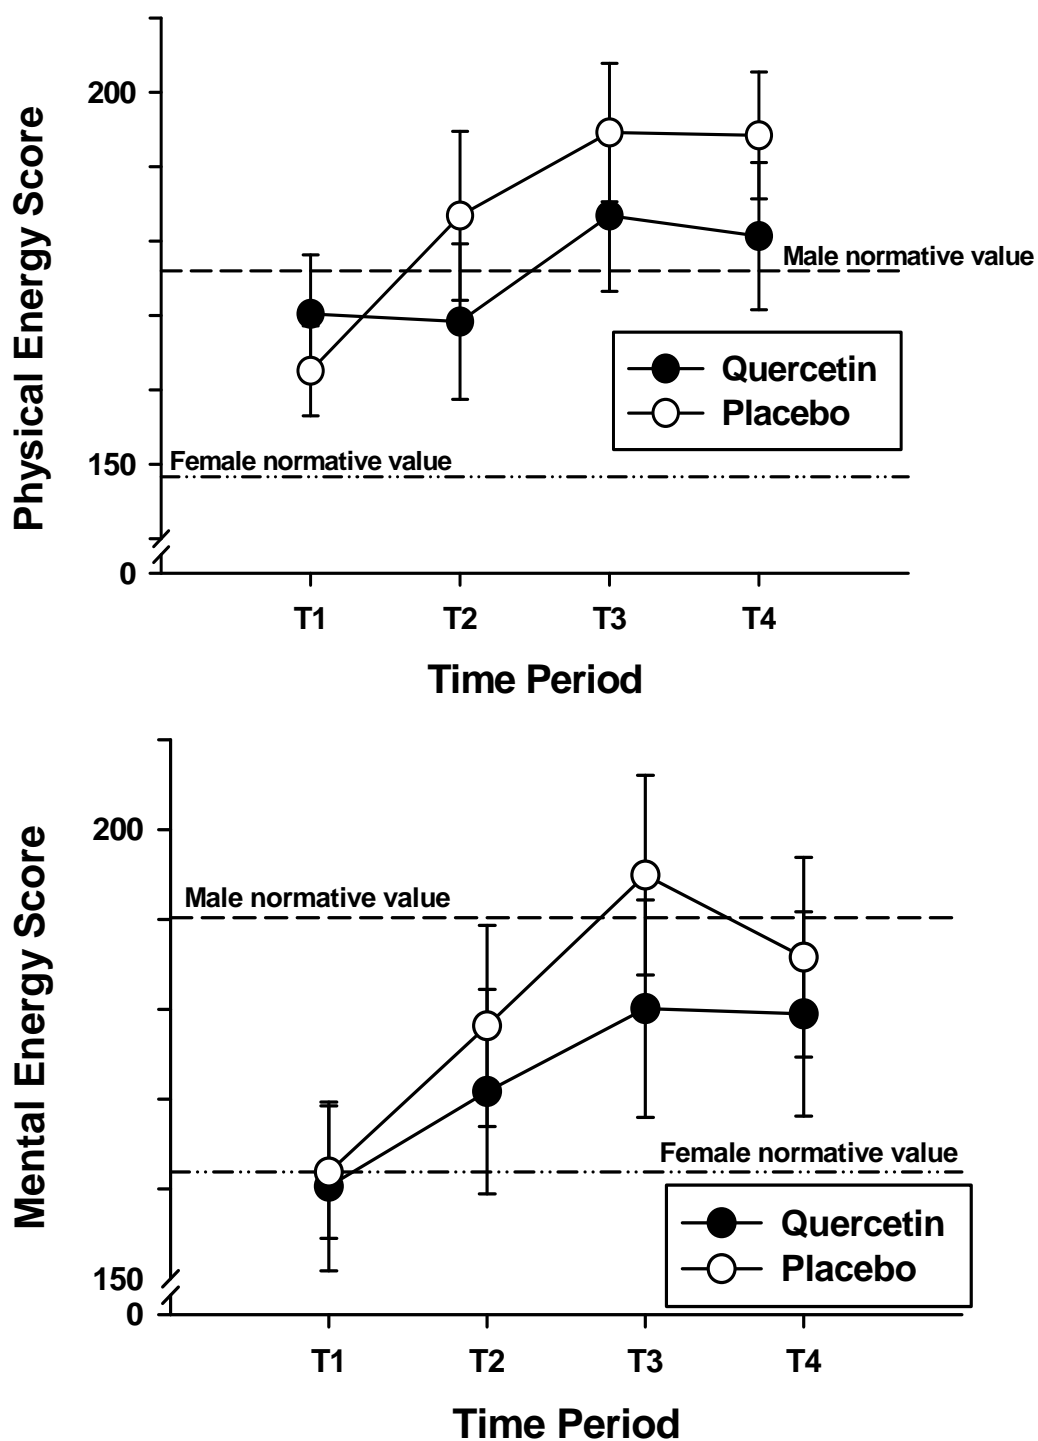 Physical Energy Score
200
Male normative value
Quercetin
Placebo
150
Female normative value
0
T1 T2 T3 T4
Time Period
Mental Energy Score
200
Male normative value
Female normative value
Quercetin
Placebo
150
0
T1 T2 T3 T4
Time Period